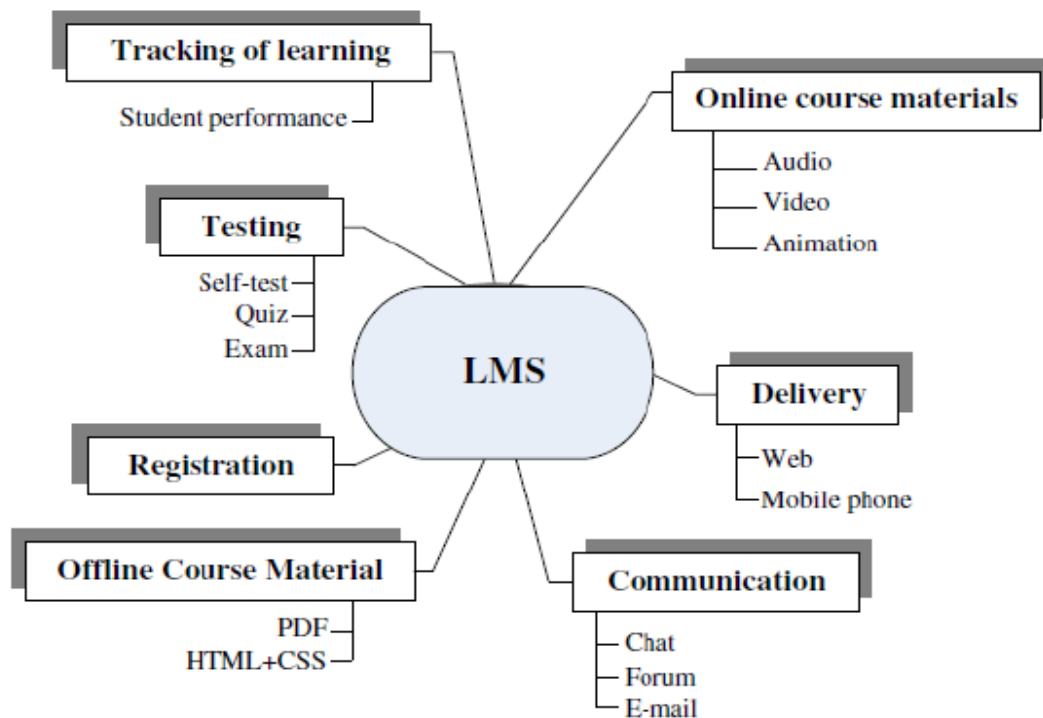 Tracking of learning
Student performance
Online course materials
Audio
Video
Animation
Testing
Self-test
Quiz
Exam
LMS
Delivery
Web
Mobile phone
Registration
Offline Course Material
PDF
HTML+CSS
Communication
Chat
Forum
E-mail